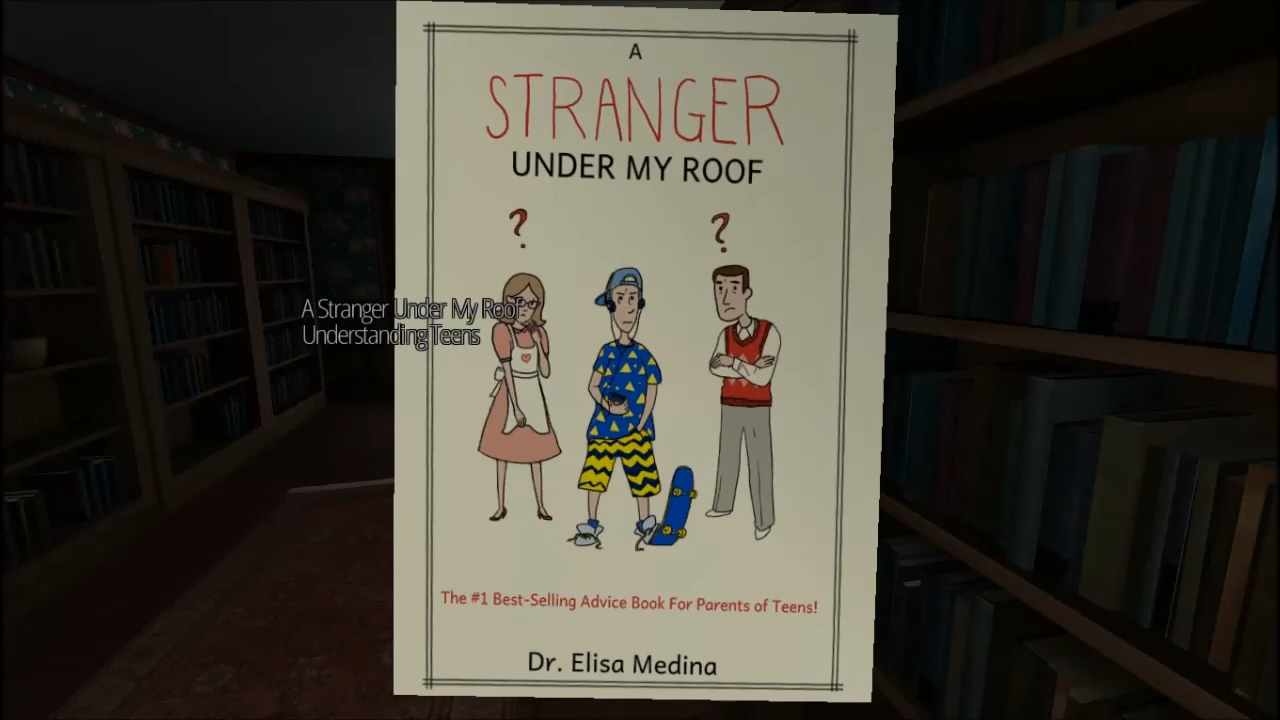 A
STRANGER
UNDER MY ROOF
?
?
A Stranger Under My Roof
Understanding Teens
The #1 Best-Selling Advice Book For Parents of Teens!
Dr. Elisa Medina